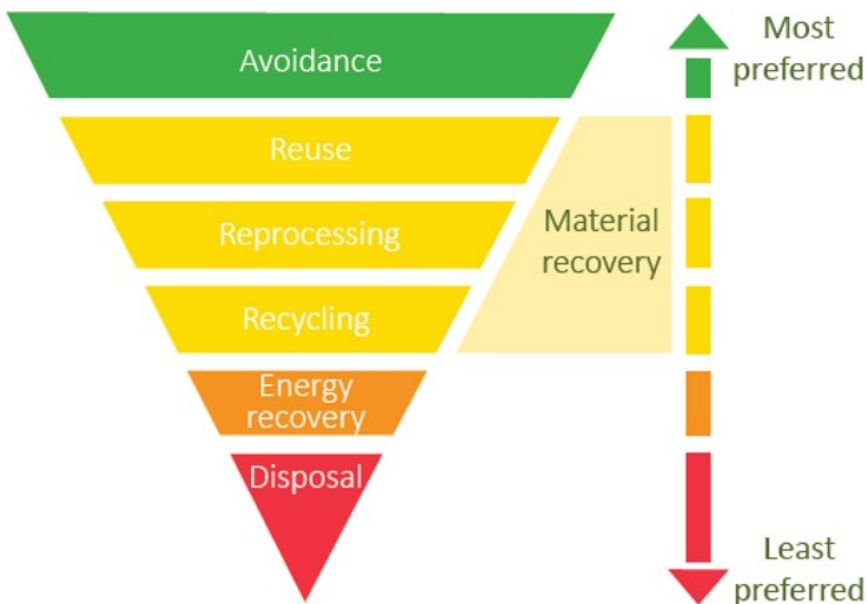 Avoidance
Most
preferred
Reuse
Reprocessing
Material
recovery
Recycling
Energy
recovery
Disposal
Least
preferred